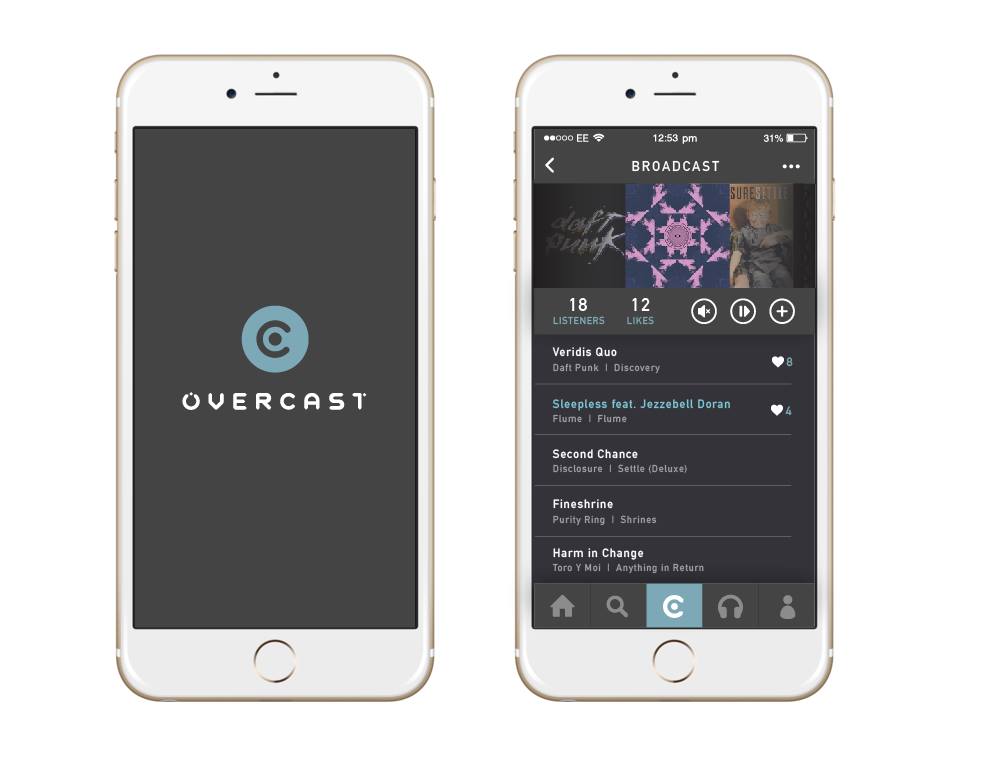 OVERCAST
EE 12:53 pm 31%
BROADCAST
daft punk
SURESETTLE
18 12
LISTENERS LIKES
Veridis Quo
Daft Punk | Discovery
8
Sleepless feat. Jezzebell Doran
Flume | Flume
4
Second Chance
Disclosure | Settle (Deluxe)
Fineshrine
Purity Ring | Shrines
Harm in Change
Toro Y Moi | Anything in Return